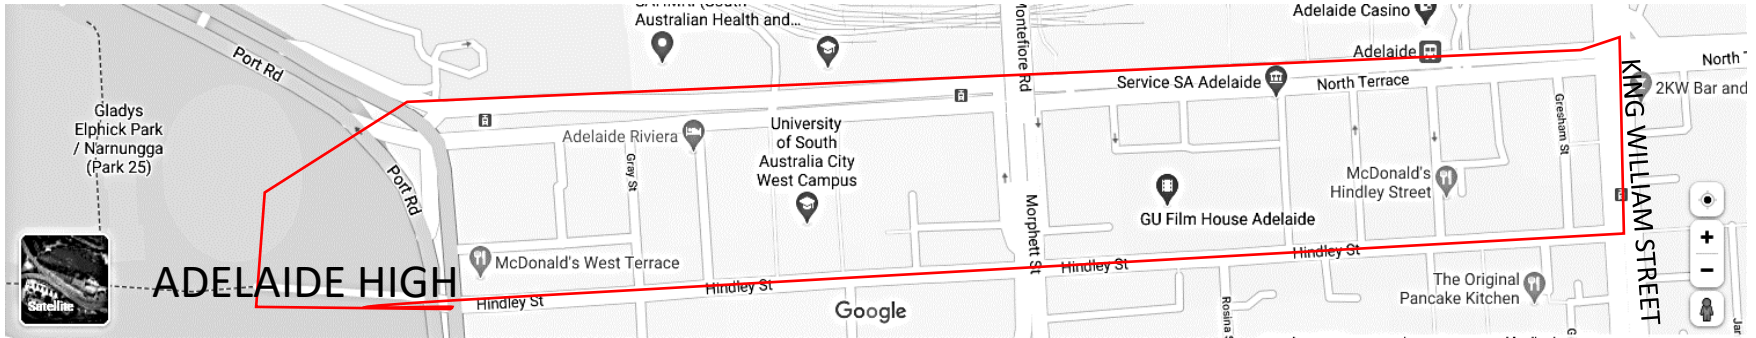 Australian Health and...
Adelaide Casino
Montefiore Rd
Port Rd
Adelaide
North T
Service SA Adelaide
North Terrace
2KW Bar and
KING WILLIAM STREET
Gladys
Elphick Park
/ Narnungga
(Park 25)
Adelaide Riviera
University
of South
Australia City
West Campus
Gresham St
Gray St
Port Rd
McDonald's
Hindley Street
GU Film House Adelaide
Morphett St
McDonald's West Terrace
ADELAIDE HIGH
Satellite
Hindley St
Hindley St
Hindley St
Hindley St
The Original
Pancake Kitchen
Google
Rosina